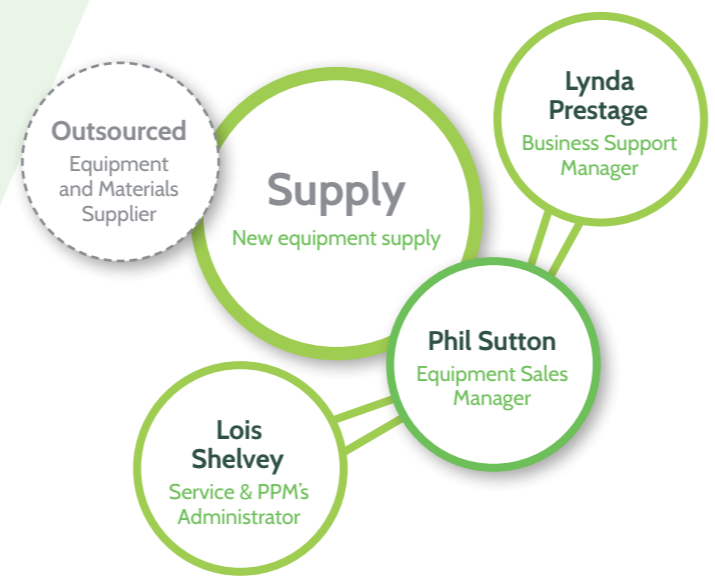 Outsourced
Equipment
and Materials
Supplier
Supply
New equipment supply
Lynda
Prestage
Business Support
Manager
Phil Sutton
Equipment Sales
Manager
Lois
Shelvey
Service & PPM's
Administrator